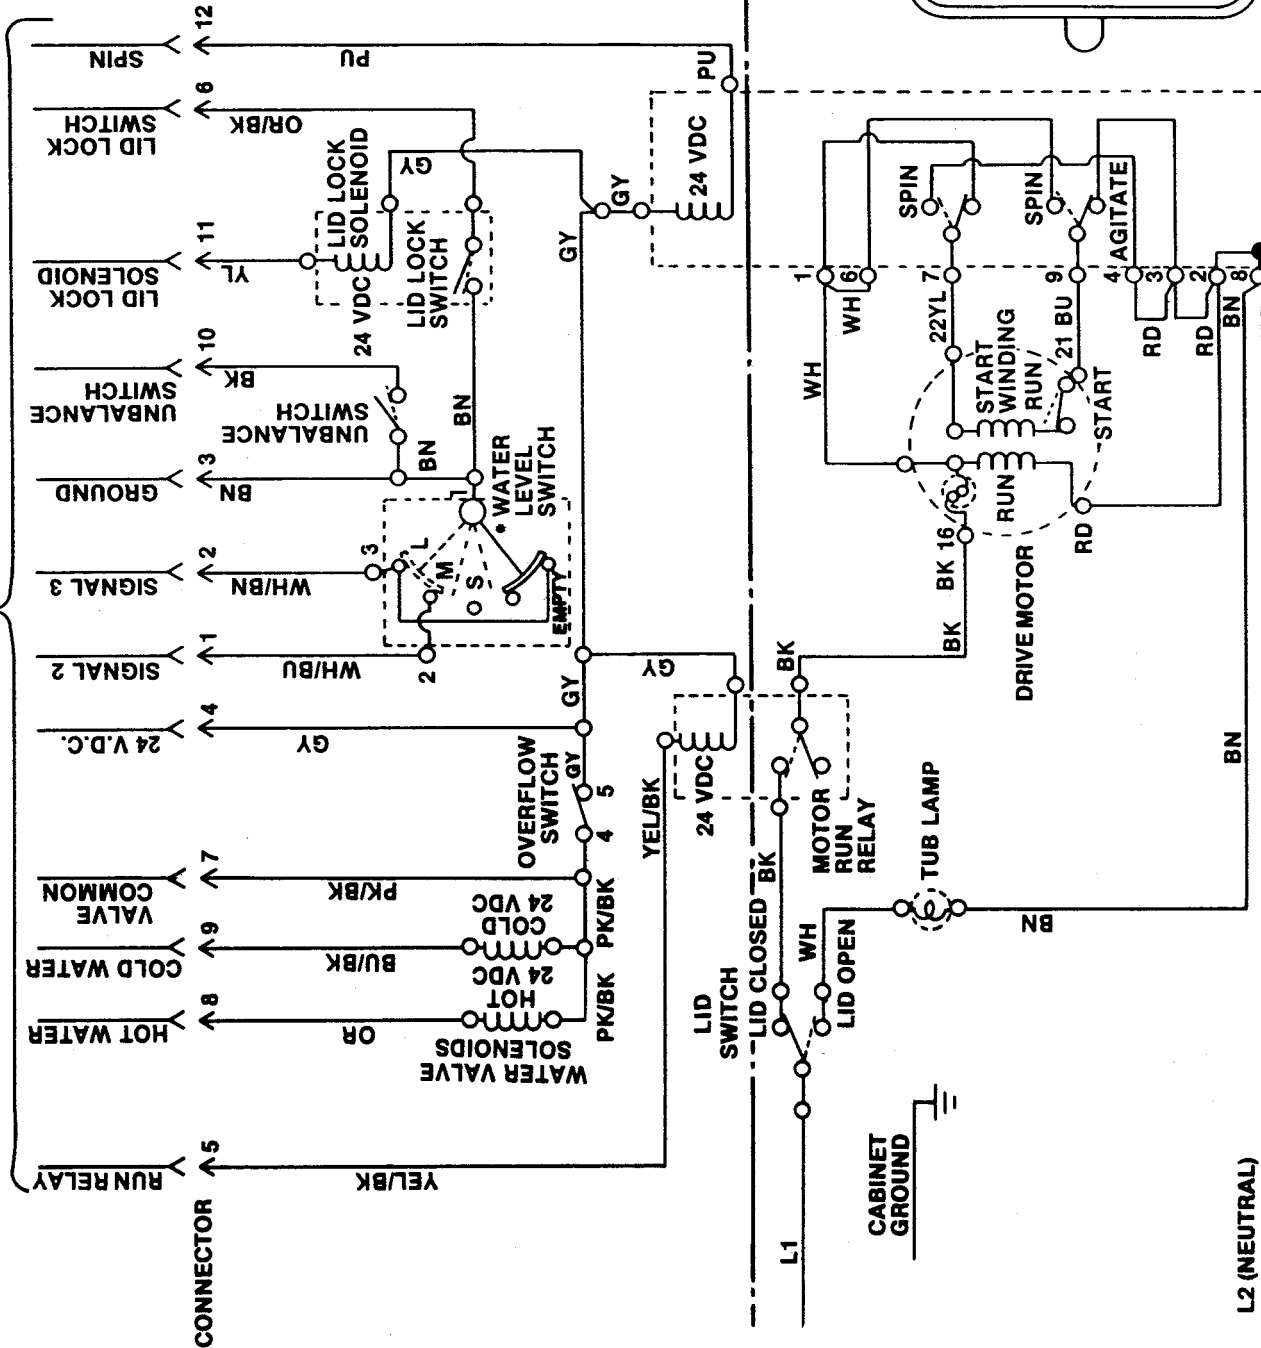 SPIN
12
PU
PU
LID LOCK
SWITCH
6
OR/BK
LID LOCK
SOLENOID
GY
GY
24 VDC
LID LOCK
SOLENOID
11
YL
24 VDC
LID LOCK
SWITCH
GY
UNBALANCE
SWITCH
10
BK
UNBALANCE
SWITCH
BN
GROUND
3
BN
BN
1
* WATER
LEVEL
SWITCH
SIGNAL 3
2
WH/BN
3
L
M
S
EMPTY
SIGNAL 2
1
WH/BU
2
GY
GY
24 V.D.C.
4
GY
OVERFLOW
SWITCH
GY
5
4
YEL/BK
24 VDC
VALVE
COMMON
7
PK/BK
PK/BK
COLD WATER
9
BU/BK
COLD
24 VDC
HOT WATER
8
OR
HOT
24 VDC
PK/BK
WATER VALVE
SOLENOIDS
RUN RELAY
5
YEL/BK
CONNECTOR
SPIN
SPIN
AGITATE
1
6
7
9
4
3
2
8
WH
WH
22YL
21 BU
RD
RD
BN
START
WINDING
RUN
START
RUN
RD
BK 16
BK
DRIVE MOTOR
BK
MOTOR
RUN
RELAY
BK
TUB LAMP
BN
BN
WH
LID
SWITCH
LID CLOSED
LID OPEN
L1
CABINET
GROUND
L2 (NEUTRAL)